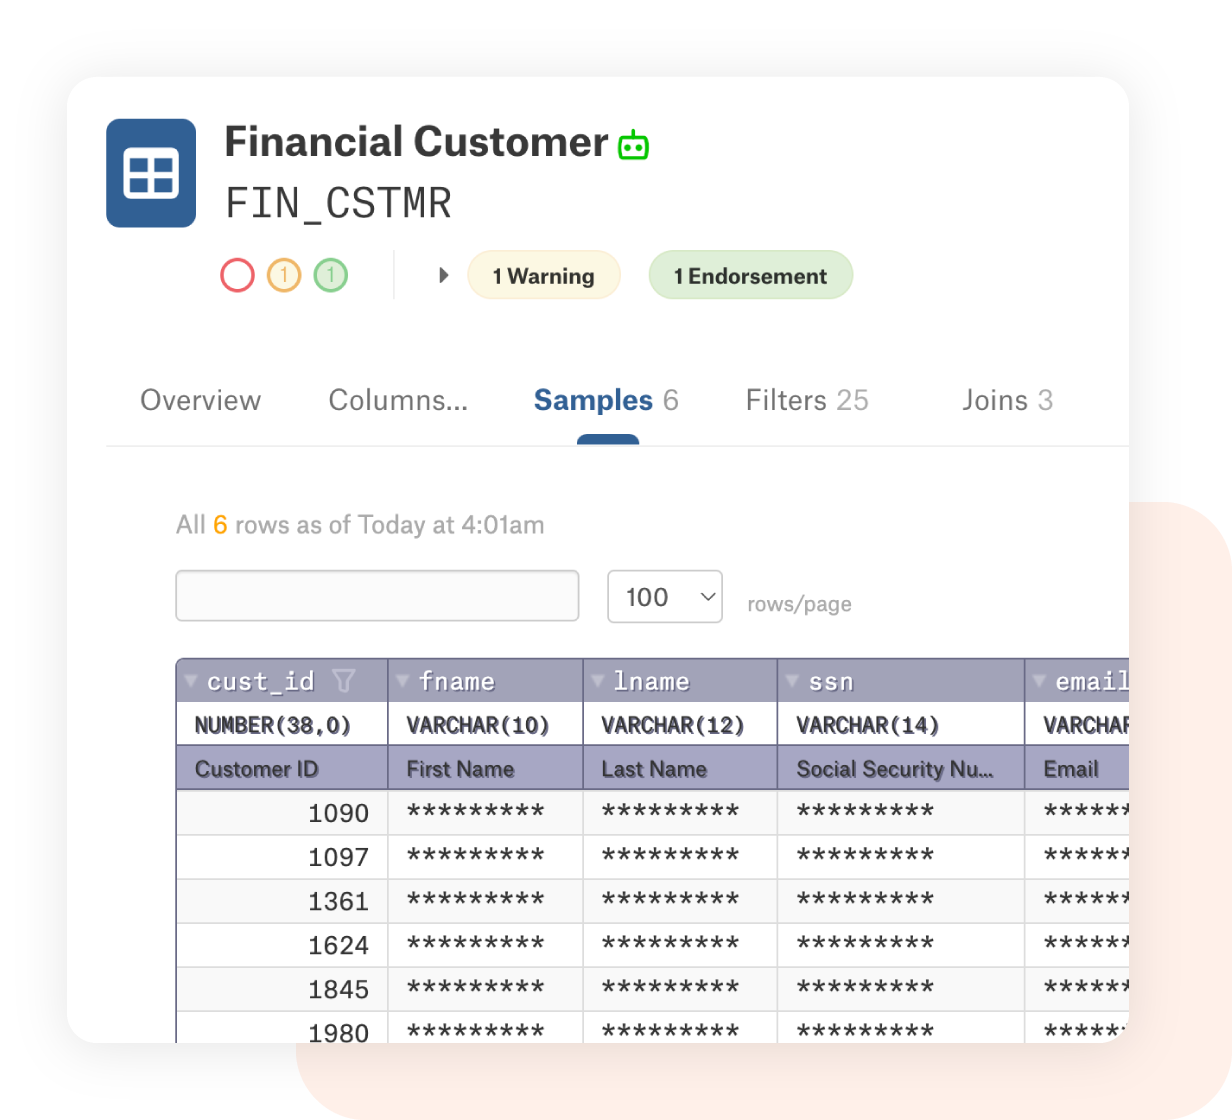 Financial Customer
FIN_CSTMR
1 1 1 Warning 1 Endorsement
Overview Columns... Samples 6 Filters 25 Joins 3
All 6 rows as of Today at 4:01am
100 rows/page
cust_id fname lname ssn email
NUMBER(38,0) VARCHAR(10) VARCHAR(12) VARCHAR(14) VARCHAR
Customer ID First Name Last Name Social Security Nu... Email
1090 ********* ********* ********* ******
1097 ********* ********* ********* ******
1361 ********* ********* ********* ******
1624 ********* ********* ********* ******
1845 ********* ********* ********* ******
1980 ********* ********* ********* ******